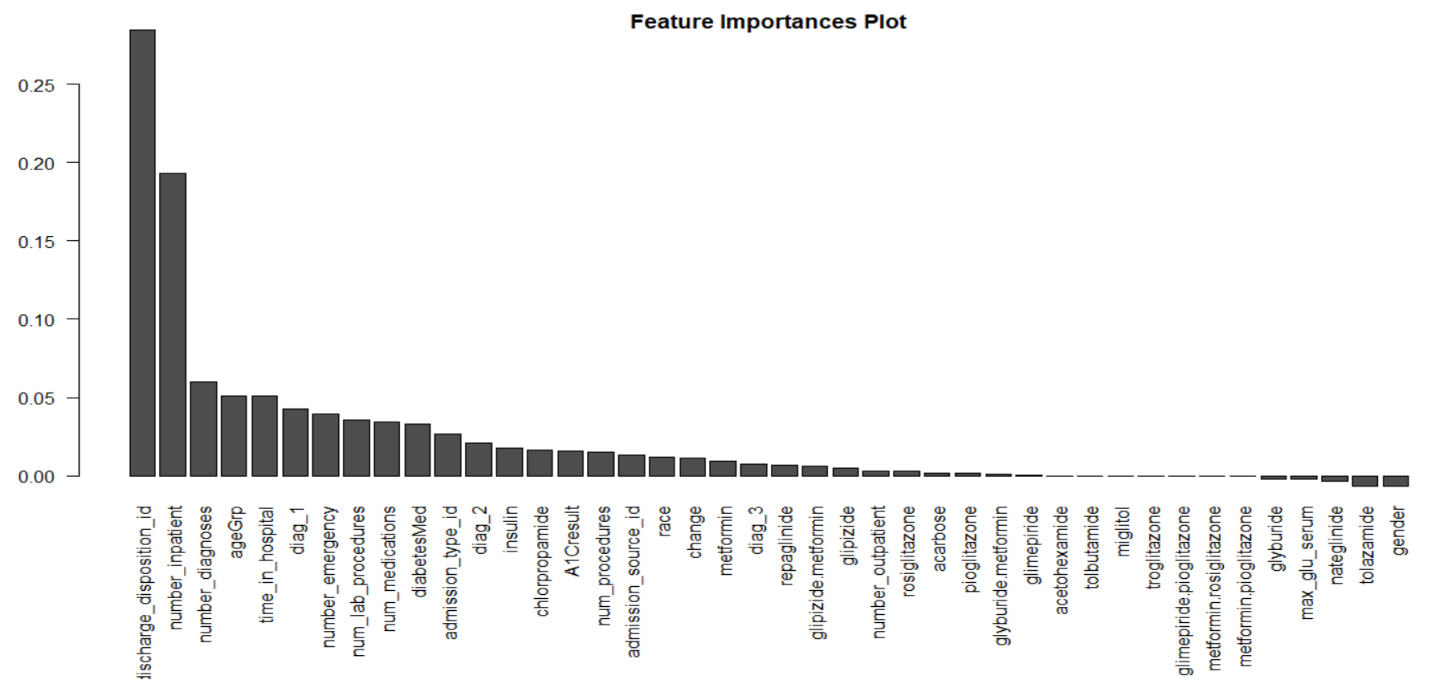 Feature Importances Plot
0.25
0.20
0.15
0.10
0.05
0.00
discharge_disposition_id
number_inpatient
number_diagnoses
ageGrp
time_in_hospital
diag_1
number_emergency
num_lab_procedures
num_medications
diabetesMed
admission_type_id
diag_2
insulin
chlorpropamide
A1Cresult
num_procedures
admission_source_id
race
change
metformin
diag_3
repaglinide
glipizide.metformin
glipizide
number_outpatient
rosiglitazone
acarbose
pioglitazone
glyburide.metformin
glimepiride
acetohexamide
tolbutamide
miglitol
troglitazone
glimepiride.pioglitazone
metformin.rosiglitazone
metformin.pioglitazone
glyburide
max_glu_serum
nateglinide
tolazamide
gender